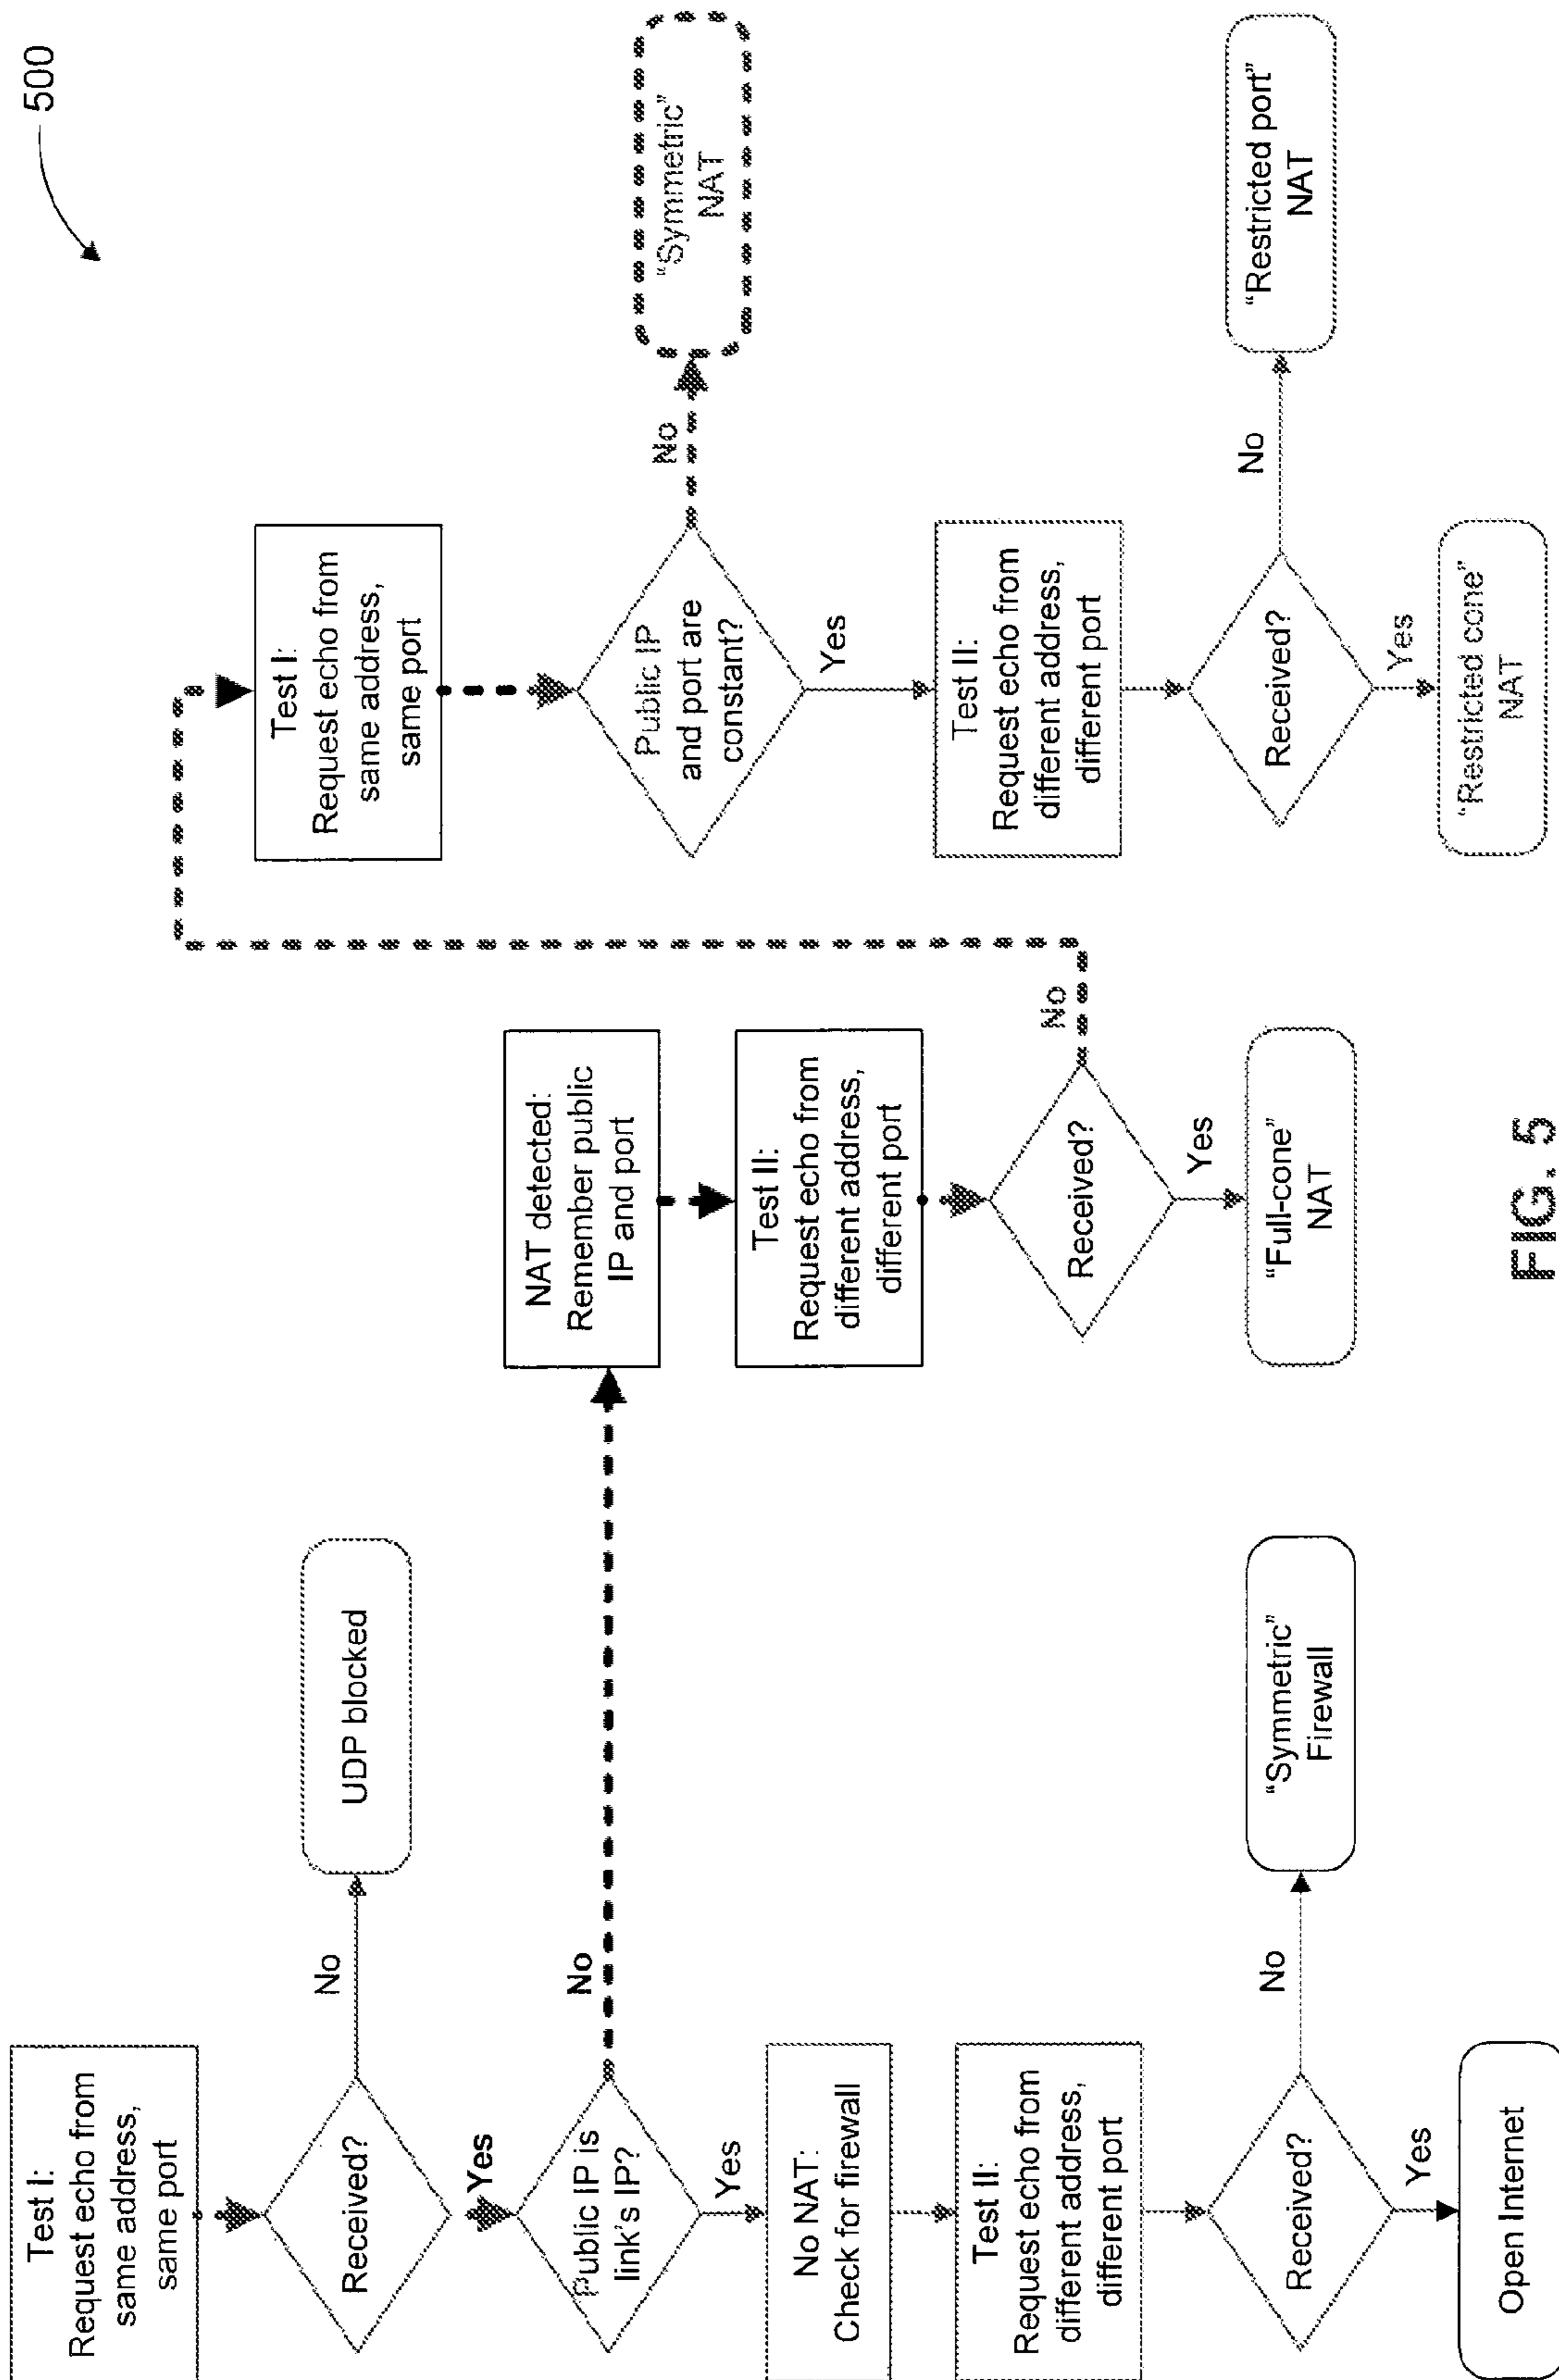 500
Test I:
Request echo from
same address,
same port
Received?
No
UDP blocked
Yes
Public IP is
link's IP?
No
Yes
No NAT:
Check for firewall
Test II:
Request echo from
different address,
different port
Received?
No
"Symmetric"
Firewall
Yes
Open Internet
NAT detected:
Remember public
IP and port
Test II:
Request echo from
different address,
different port
Received?
No
Yes
"Full-cone"
NAT
Test I:
Request echo from
same address,
same port
Public IP
and port are
constant?
No
"Symmetric"
NAT
Yes
Test II:
Request echo from
different address,
different port
Received?
No
"Restricted port"
NAT
Yes
"Restricted cone"
NAT
FIG. 5